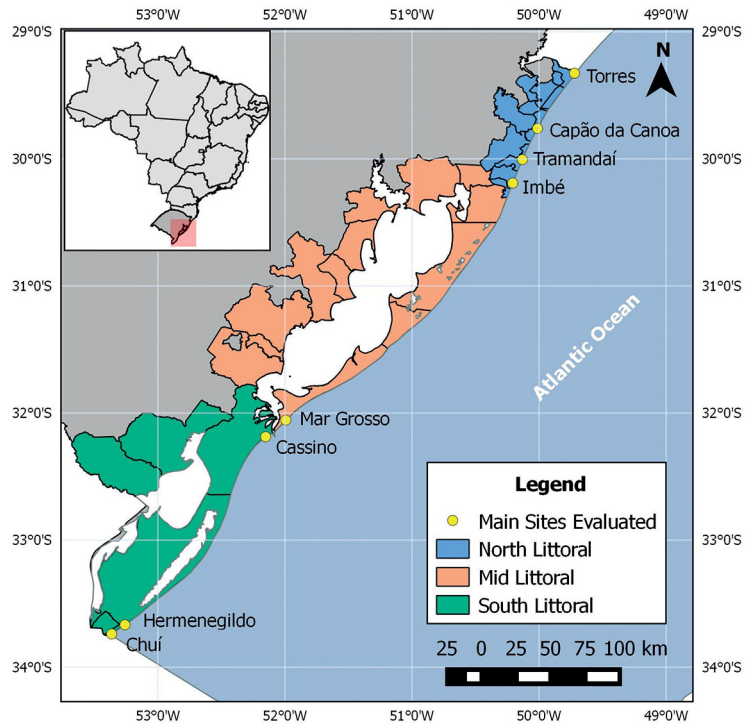 53°0'S 52°0'S 51°0'S 50°0'S 49°0'S
29°0'S 29°0'S
N
Torres
Capão da Canoa
30°0'S Tramandaí 30°0'S
Imbé
31°0'S 31°0'S
Atlantic Ocean
32°0'S Mar Grosso 32°0'S
Cassino
Legend
Main Sites Evaluated
33°0'S North Littoral 33°0'S
Mid Littoral
South Littoral
Hermenegildo
Chuí
25 0 25 50 75 100 km
34°0'S 34°0'S
53°0'S 52°0'S 51°0'S 50°0'S 49°0'S